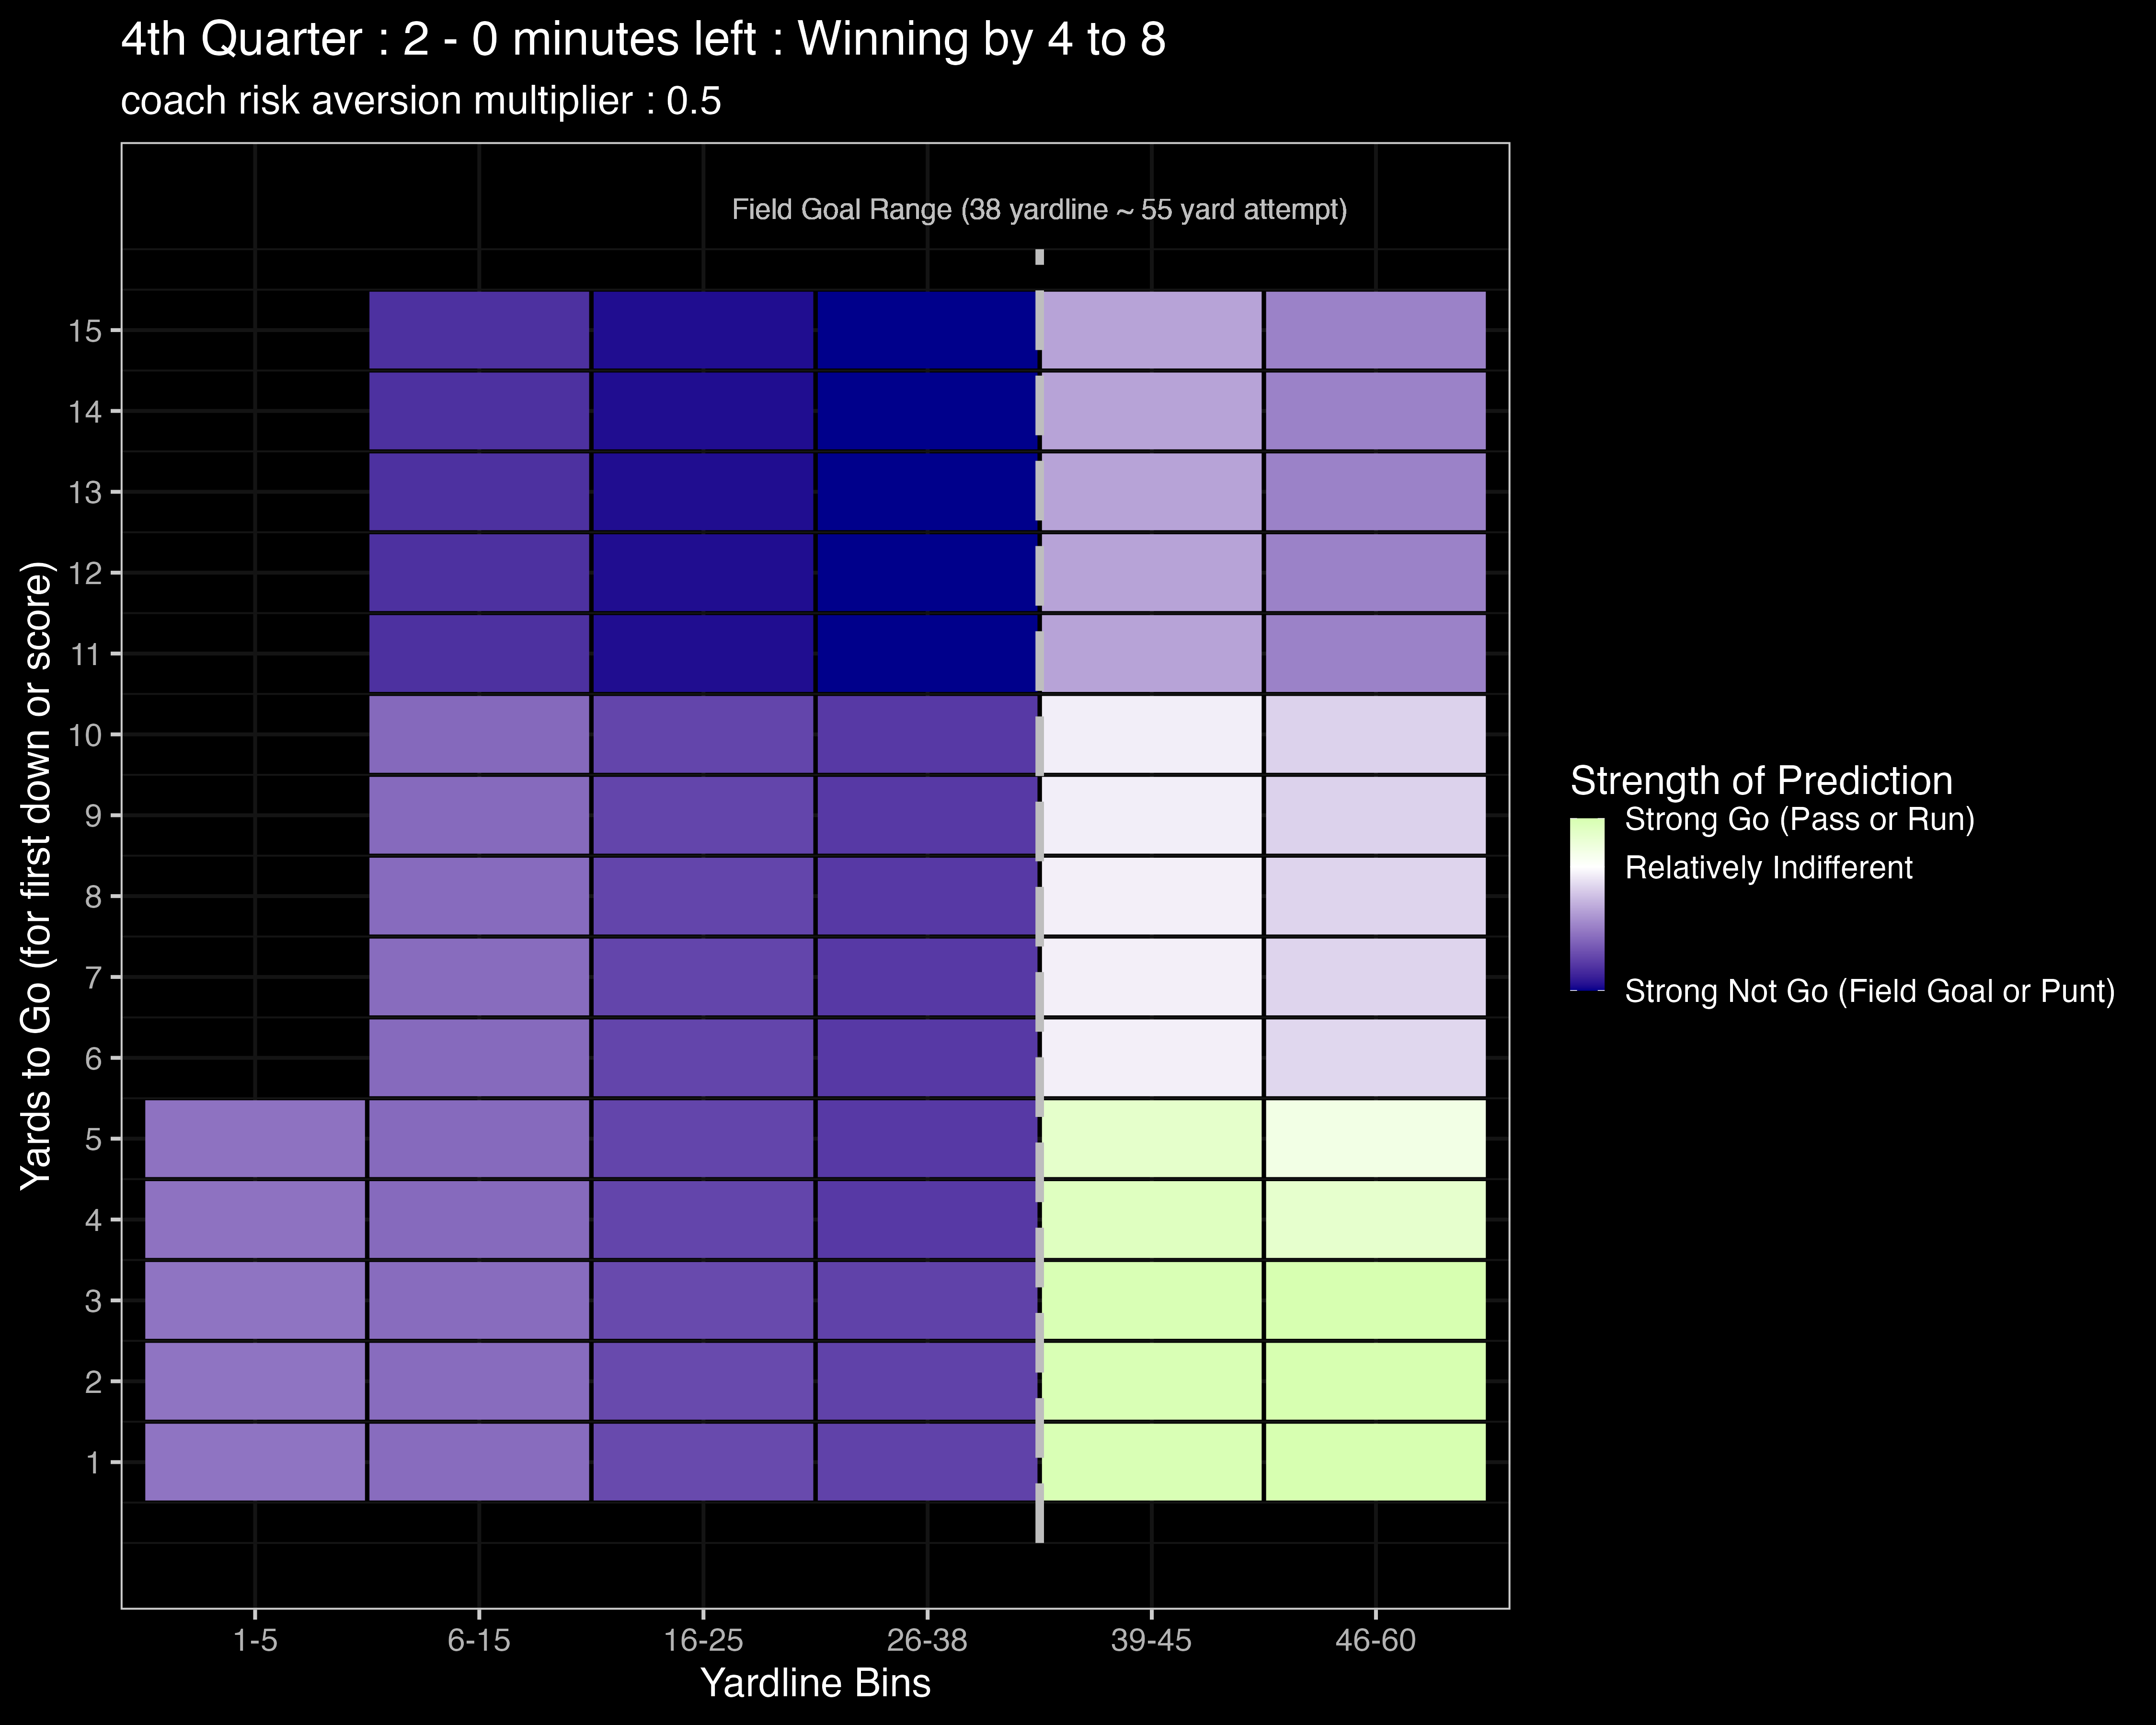 4th Quarter : 2 - 0 minutes left : Winning by 4 to 8
coach risk aversion multiplier : 0.5
Field Goal Range (38 yardline ~ 55 yard attempt)
Yards to Go (for first down or score)
15
14
13
12
11
10
9
8
7
6
5
4
3
2
1
1-5
6-15
16-25
26-38
39-45
46-60
Yardline Bins
Strength of Prediction
Strong Go (Pass or Run)
Relatively Indifferent
Strong Not Go (Field Goal or Punt)